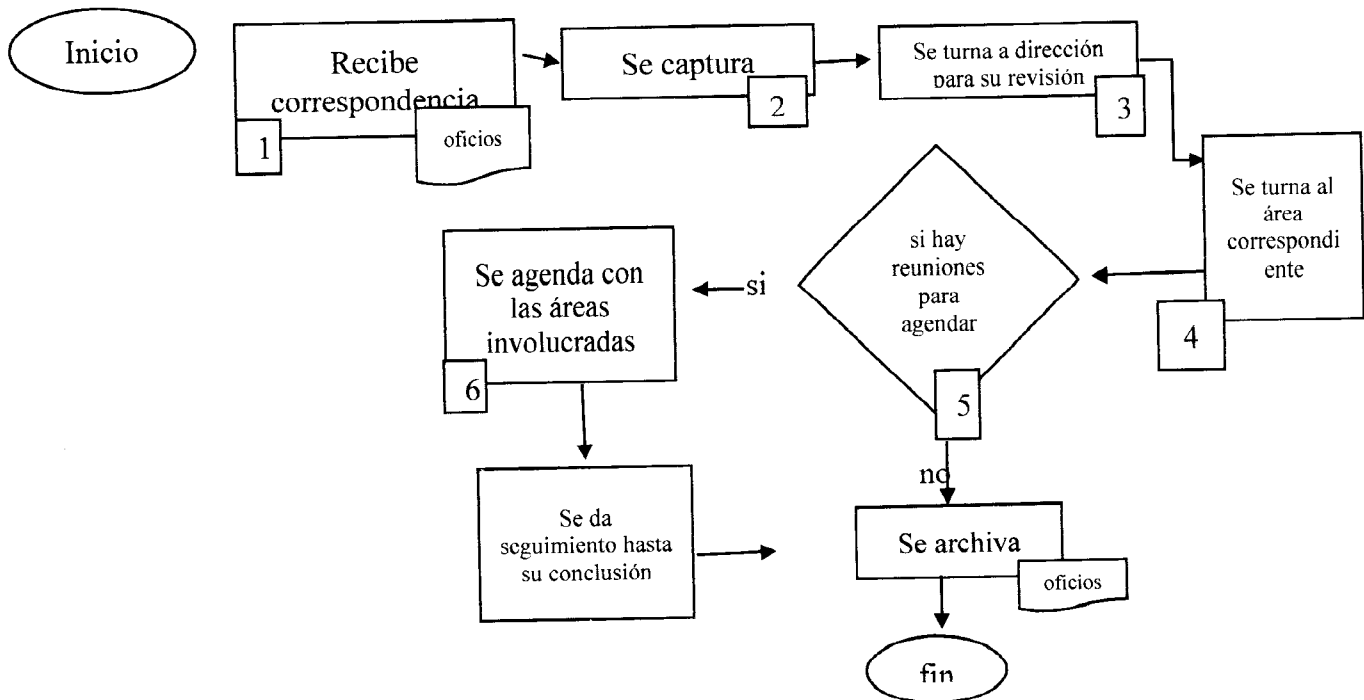 Inicio
Recibe
correspondencia
oficios
1
Se captura
2
Se turna a dirección
para su revisión
3
Se turna al
área
correspondi
ente
4
si hay
reuniones
para
agendar
5
si
Se agenda con
las áreas
involucradas
6
Se da
seguimiento hasta
su conclusión
no
Se archiva
oficios
fin